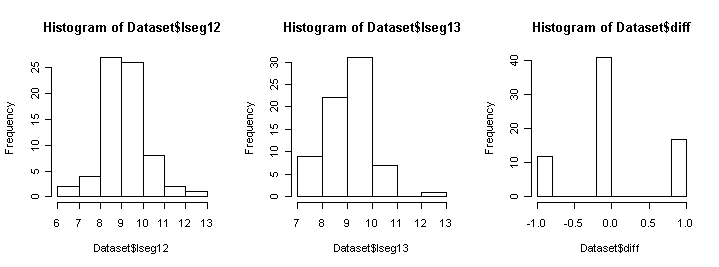 Histogram of Dataset$lseg12
Frequency
0 5 10 15 20 25
6 7 8 9 10 11 12 13
Dataset$lseg12
Histogram of Dataset$lseg13
Frequency
0 5 10 15 20 25 30
7 8 9 10 11 12 13
Dataset$lseg13
Histogram of Dataset$diff
Frequency
0 10 20 30 40
-1.0 -0.5 0.0 0.5 1.0
Dataset$diff